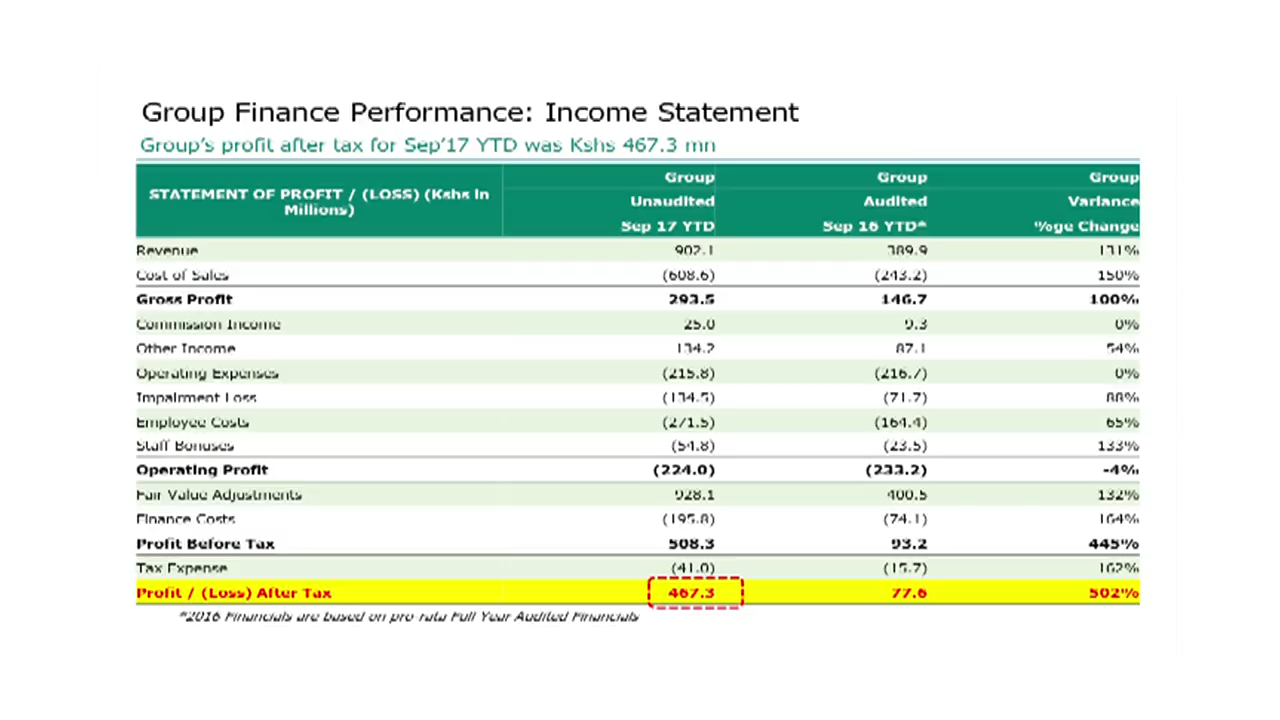 Group Finance Performance: Income Statement
Group's profit after tax for Sep'17 YTD was Kshs 467.3 mn
STATEMENT OF PROFIT / (LOSS) (Kshs in Millions) Group Unaudited Sep 17 YTD Group Audited Sep 16 YTD* Group Variance %ge Change
Revenue 902.1 389.9 131%
Cost of Sales (608.6) (243.2) 150%
Gross Profit 293.5 146.7 100%
Commission Income 25.0 9.3 0%
Other Income 134.2 87.1 54%
Operating Expenses (215.8) (216.7) 0%
Impairment Loss (134.5) (71.7) 88%
Employee Costs (271.5) (164.4) 65%
Staff Bonuses (54.8) (23.5) 133%
Operating Profit (224.0) (233.2) -4%
Fair Value Adjustments 928.1 400.5 132%
Finance Costs (195.8) (74.1) 164%
Profit Before Tax 508.3 93.2 445%
Tax Expense (41.0) (15.7) 162%
Profit / (Loss) After Tax 467.3 77.6 502%
*2016 Financials are based on pro-rata Full Year Audited Financials